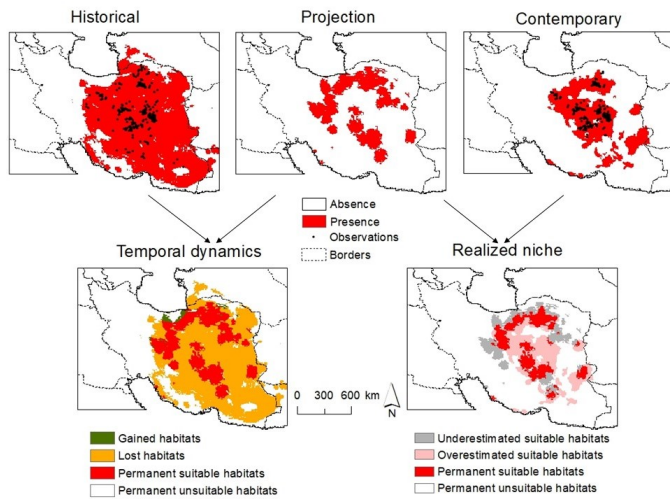 Historical
Projection
Contemporary
Absence
Presence
Observations
Borders
Temporal dynamics
Realized niche
0 300 600 km
N
Gained habitats
Lost habitats
Permanent suitable habitats
Permanent unsuitable habitats
Underestimated suitable habitats
Overestimated suitable habitats
Permanent suitable habitats
Permanent unsuitable habitats